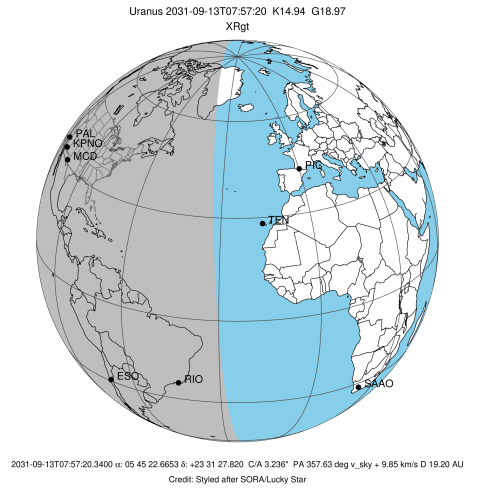 Uranus 2031-09-13T07:57:20 K14.94 G18.97
XRgt
PAL
KPNO
MCD
PIC
TEN
ESO
RIO
SAAO
2031-09-13T07:57:20.3400 α: 05 45 22.6653 δ: +23 31 27.820 C/A 3.236" PA 357.63 deg v_sky + 9.85 km/s D 19.20 AU
Credit: Styled after SORA/Lucky Star